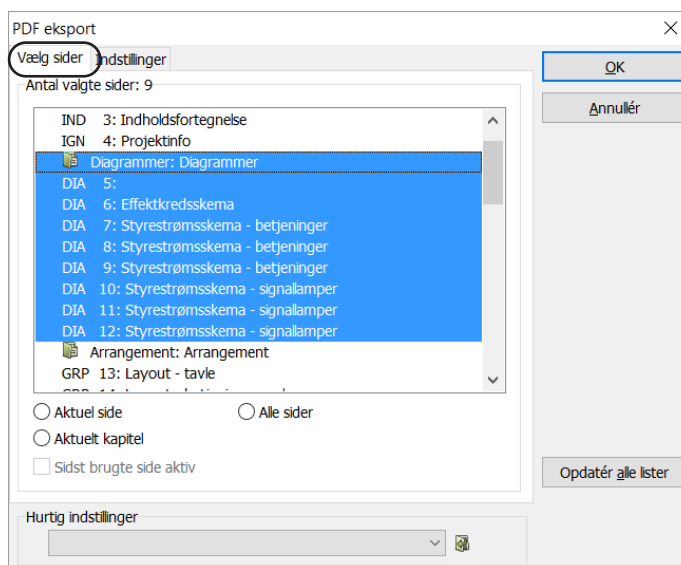 PDF eksport
Vælg sider Indstillinger
OK
Antal valgte sider: 9
Annullér
IND 3: Indholdsfortegnelse
IGN 4: Projektinfo
Diagrammer: Diagrammer
DIA 5:
DIA 6: Effektkredsskema
DIA 7: Styrestrømsskema - betjeninger
DIA 8: Styrestrømsskema - betjeninger
DIA 9: Styrestrømsskema - betjeninger
DIA 10: Styrestrømsskema - signallamper
DIA 11: Styrestrømsskema - signallamper
DIA 12: Styrestrømsskema - signallamper
Arrangement: Arrangement
GRP 13: Layout - tavle
Aktuel side Alle sider
Aktuelt kapitel
Sidst brugte side aktiv
Opdatér alle lister
Hurtig indstillinger